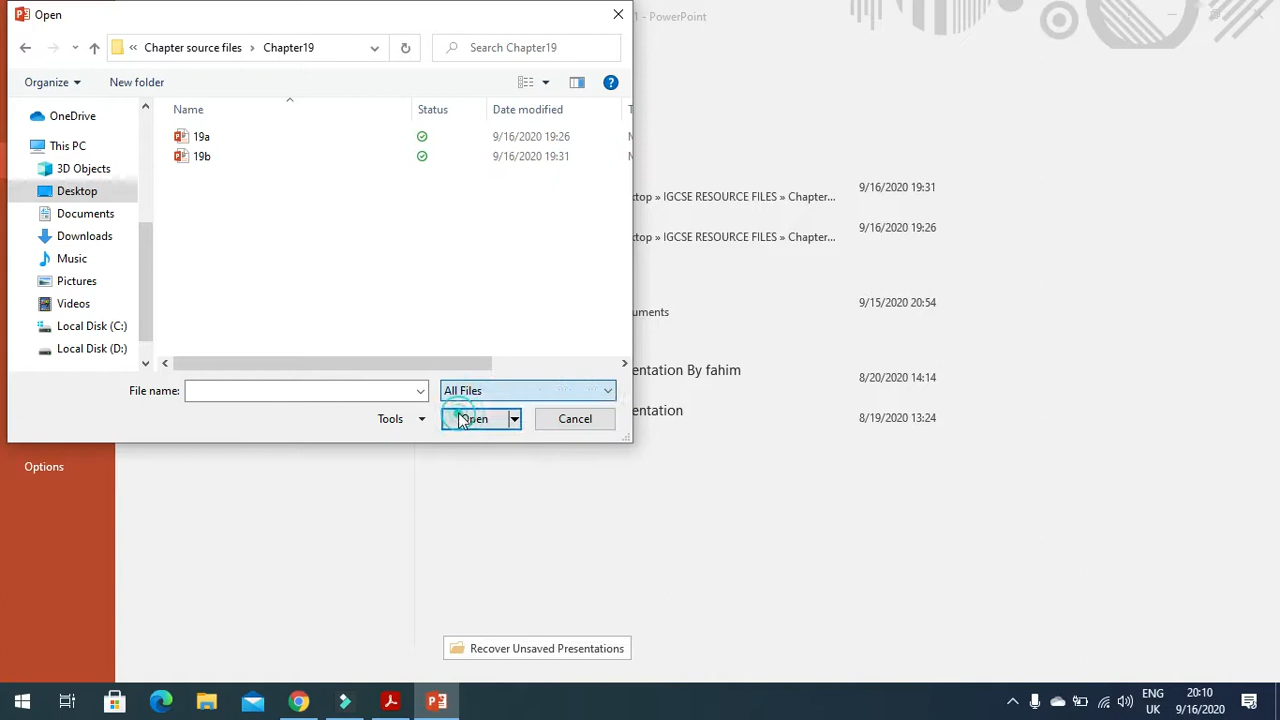 Open
1 - PowerPoint
Chapter source files
Chapter19
Search Chapter19
Organize
New folder
Name
Status
Date modified
OneDrive
This PC
3D Objects
Desktop
Documents
Downloads
Music
Pictures
Videos
Local Disk (C:)
Local Disk (D:)
19a
9/16/2020 19:26
19b
9/16/2020 19:31
File name:
All Files
Tools
Open
Cancel
ktop » IGCSE RESOURCE FILES » Chapter...
9/16/2020 19:31
ktop » IGCSE RESOURCE FILES » Chapter...
9/16/2020 19:26
uments
9/15/2020 20:54
entation By fahim
8/20/2020 14:14
entation
8/19/2020 13:24
Options
Recover Unsaved Presentations
ENG
UK
20:10
9/16/2020